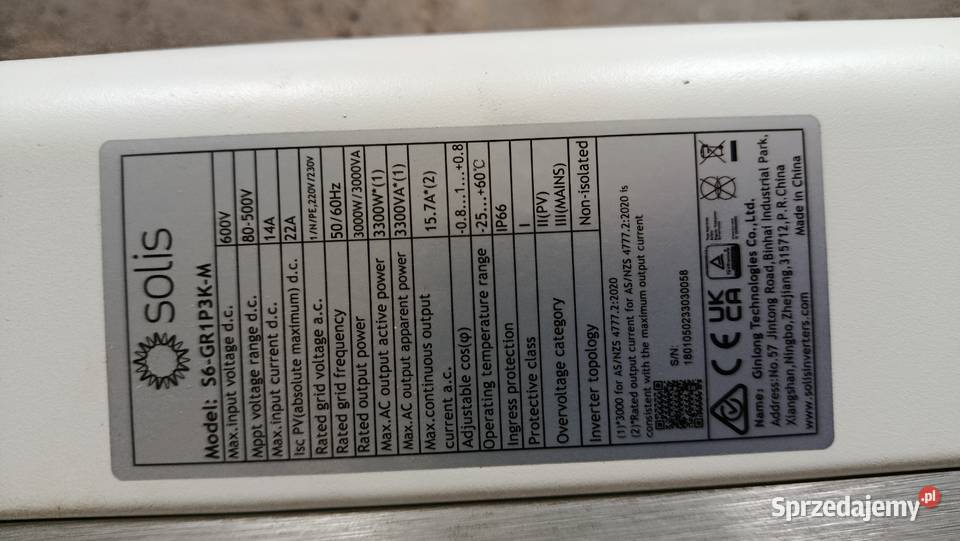 solis
Model: S6-GR1P3K-M
Max.input voltage d.c. 600V
Mppt voltage range d.c. 80-500V
Max.input current d.c. 14A
Isc PV(absolute maximum) d.c. 22A
Rated grid voltage a.c. 1/N/PE,220V/230V
Rated grid frequency 50/60Hz
Rated output power 3000W/3000VA
Max.AC output active power 3300W*(1)
Max.AC output apparent power 3300VA*(1)
Max.continuous output
current a.c. 15.7A*(2)
Adjustable cos(φ) -0.8...1...+0.8
Operating temperature range -25...+60℃
Ingress protection IP66
Protective class I
Overvoltage category II(PV)
III(MAINS)
Inverter topology Non-isolated
(1)*3000 for AS/NZS 4777.2:2020
(2)*Rated output current for AS/NZS 4777.2:2020 is
consistent with the maximum output current
S/N:
1801050233030058
CE UK
CA
Name: Ginlong Technologies Co.,Ltd.
Address:No.57 Jintong Road,Binhai Industrial Park,
Xiangshan,Ningbo,Zhejiang,315712,P.R.China
www.solisinverters.com Made in China
Sprzedajemy.pl